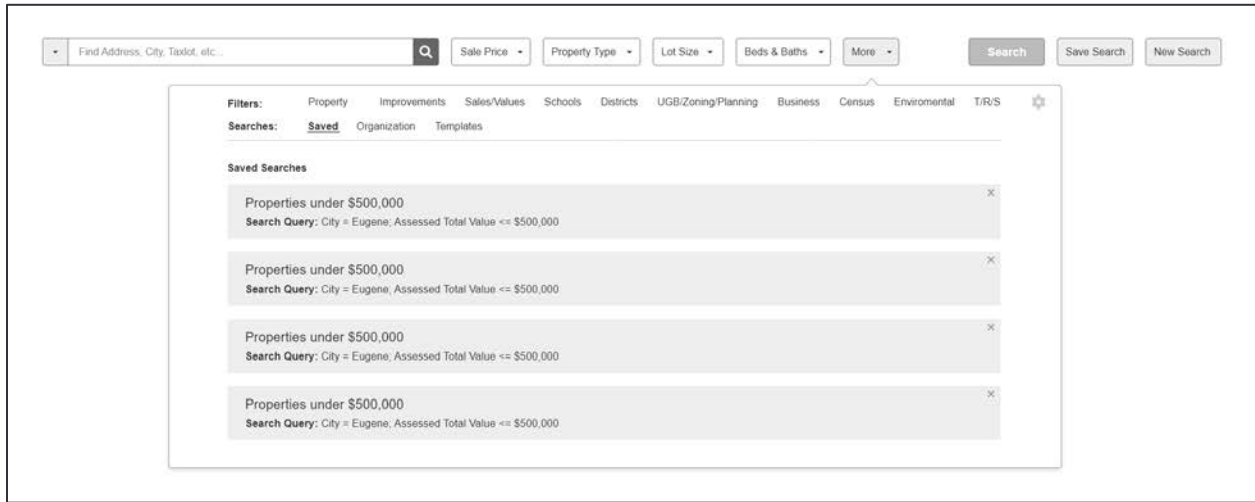 Find Address, City, Taxlot, etc... Sale Price Property Type Lot Size Beds & Baths More Search Save Search New Search
Filters: Property Improvements Sales/Values Schools Districts UGB/Zoning/Planning Business Census Enviromental T/R/S
Searches: Saved Organization Templates
Saved Searches
Properties under $500,000
Search Query: City = Eugene; Assessed Total Value <= $500,000
Properties under $500,000
Search Query: City = Eugene; Assessed Total Value <= $500,000
Properties under $500,000
Search Query: City = Eugene; Assessed Total Value <= $500,000
Properties under $500,000
Search Query: City = Eugene; Assessed Total Value <= $500,000